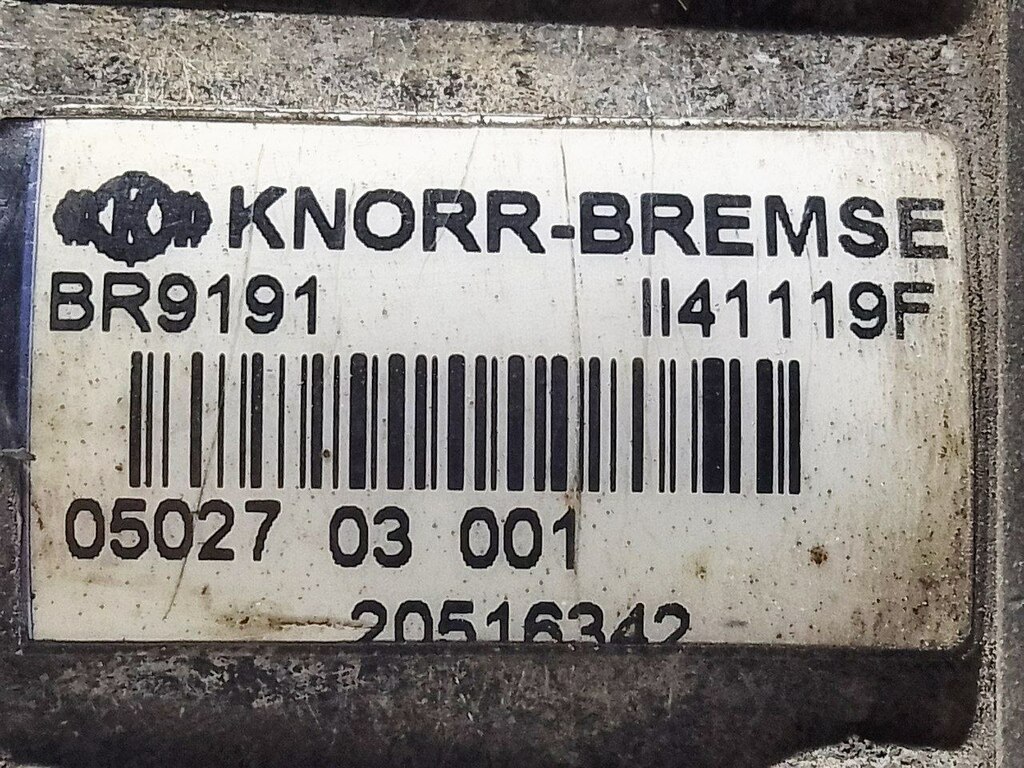 KNORR-BREMSE
BR9191 II41119F
05027 03 001
20516342